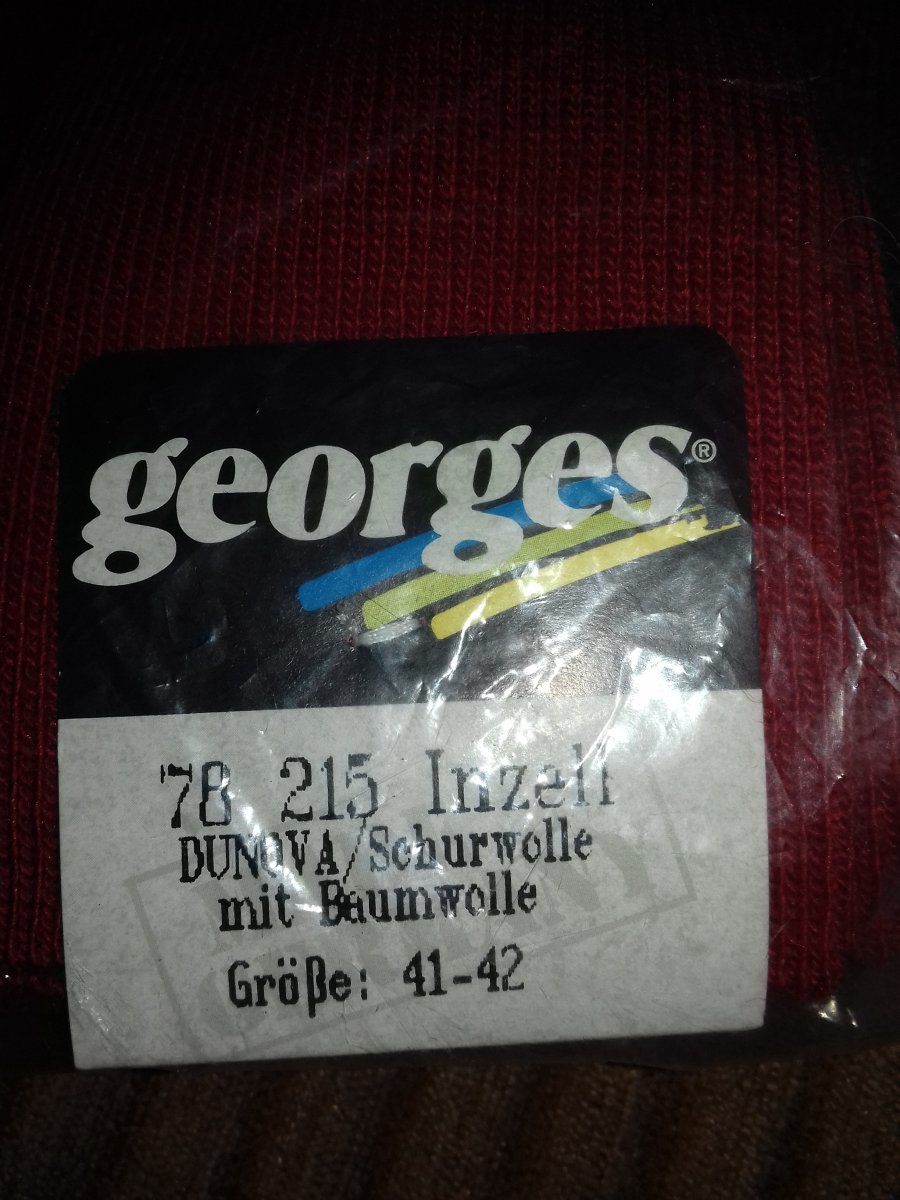 georges®
78 215 Inzell
DUNOVA/Schurwolle
mit Baumwolle
Größe: 41-42